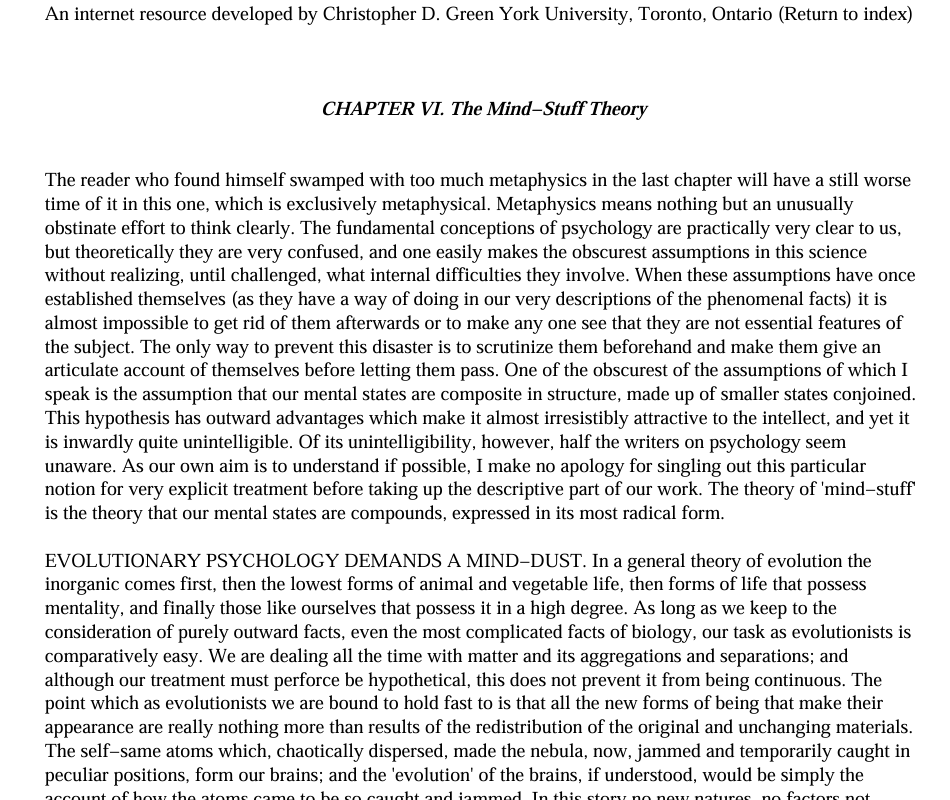 An internet resource developed by Christopher D. Green York University, Toronto, Ontario (Return to index)
CHAPTER VI. The Mind−Stuff Theory
The reader who found himself swamped with too much metaphysics in the last chapter will have a still worse
time of it in this one, which is exclusively metaphysical. Metaphysics means nothing but an unusually
obstinate effort to think clearly. The fundamental conceptions of psychology are practically very clear to us,
but theoretically they are very confused, and one easily makes the obscurest assumptions in this science
without realizing, until challenged, what internal difficulties they involve. When these assumptions have once
established themselves (as they have a way of doing in our very descriptions of the phenomenal facts) it is
almost impossible to get rid of them afterwards or to make any one see that they are not essential features of
the subject. The only way to prevent this disaster is to scrutinize them beforehand and make them give an
articulate account of themselves before letting them pass. One of the obscurest of the assumptions of which I
speak is the assumption that our mental states are composite in structure, made up of smaller states conjoined.
This hypothesis has outward advantages which make it almost irresistibly attractive to the intellect, and yet it
is inwardly quite unintelligible. Of its unintelligibility, however, half the writers on psychology seem
unaware. As our own aim is to understand if possible, I make no apology for singling out this particular
notion for very explicit treatment before taking up the descriptive part of our work. The theory of 'mind−stuff'
is the theory that our mental states are compounds, expressed in its most radical form.
EVOLUTIONARY PSYCHOLOGY DEMANDS A MIND−DUST. In a general theory of evolution the
inorganic comes first, then the lowest forms of animal and vegetable life, then forms of life that possess
mentality, and finally those like ourselves that possess it in a high degree. As long as we keep to the
consideration of purely outward facts, even the most complicated facts of biology, our task as evolutionists is
comparatively easy. We are dealing all the time with matter and its aggregations and separations; and
although our treatment must perforce be hypothetical, this does not prevent it from being continuous. The
point which as evolutionists we are bound to hold fast to is that all the new forms of being that make their
appearance are really nothing more than results of the redistribution of the original and unchanging materials.
The self−same atoms which, chaotically dispersed, made the nebula, now, jammed and temporarily caught in
peculiar positions, form our brains; and the 'evolution' of the brains, if understood, would be simply the
account of how the atoms came to be so caught and jammed. In this story no new natures, no factors not